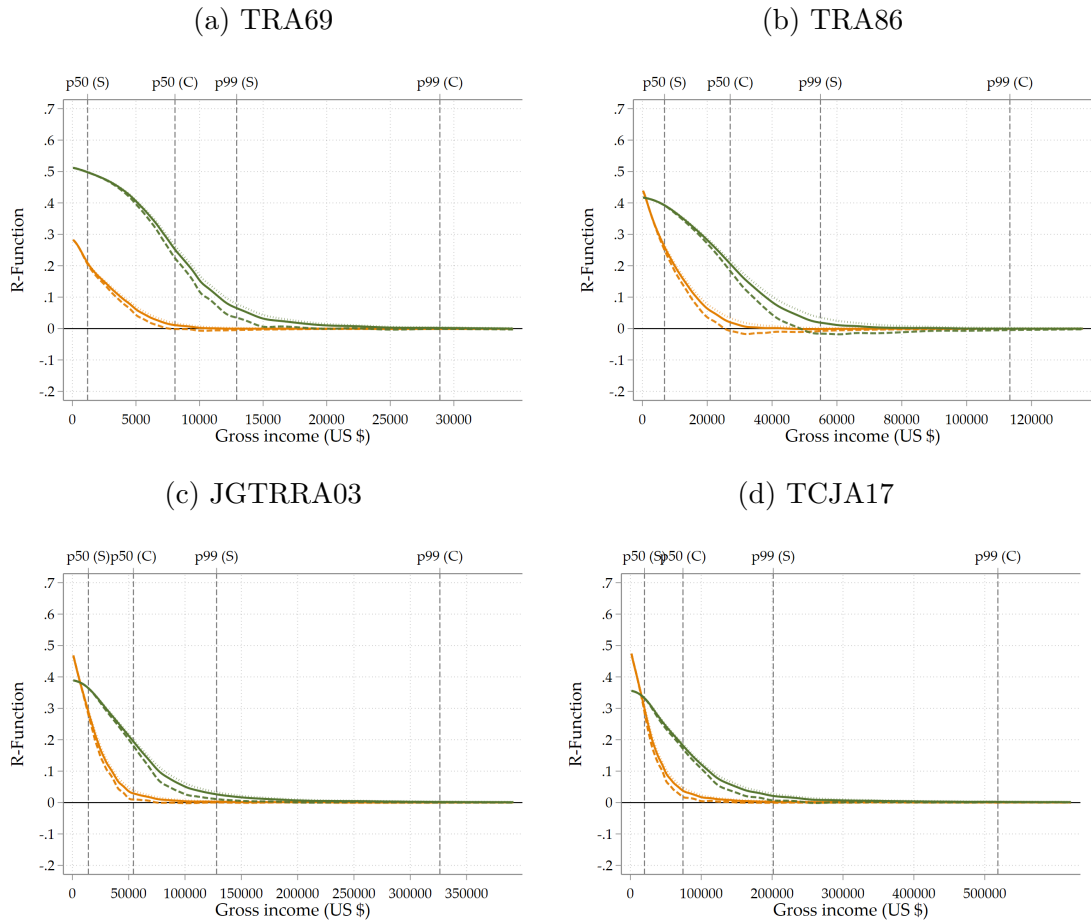 (a) TRA69
p50 (S) p50 (C) p99 (S) p99 (C)
.7
.6
.5
.4
.3
.2
.1
0
-.1
-.2
R-Function
0 5000 10000 15000 20000 25000 30000
Gross income (US $)
(b) TRA86
p50 (S) p50 (C) p99 (S) p99 (C)
.7
.6
.5
.4
.3
.2
.1
0
-.1
-.2
R-Function
0 20000 40000 60000 80000 100000 120000
Gross income (US $)
(c) JGTRRA03
p50 (S) p50 (C) p99 (S) p99 (C)
.7
.6
.5
.4
.3
.2
.1
0
-.1
-.2
R-Function
0 50000 100000 150000 200000 250000 300000 350000
Gross income (US $)
(d) TCJA17
p50 (S) p50 (C) p99 (S) p99 (C)
.7
.6
.5
.4
.3
.2
.1
0
-.1
-.2
R-Function
0 100000 200000 300000 400000 500000
Gross income (US $)